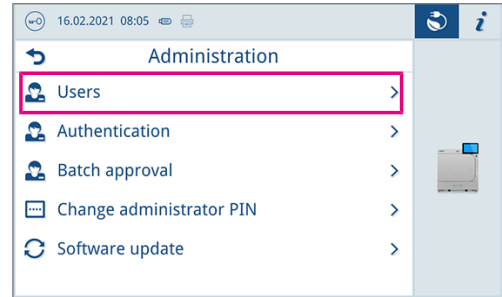 16.02.2021 08:05
i
Administration
Users
Authentication
Batch approval
Change administrator PIN
Software update